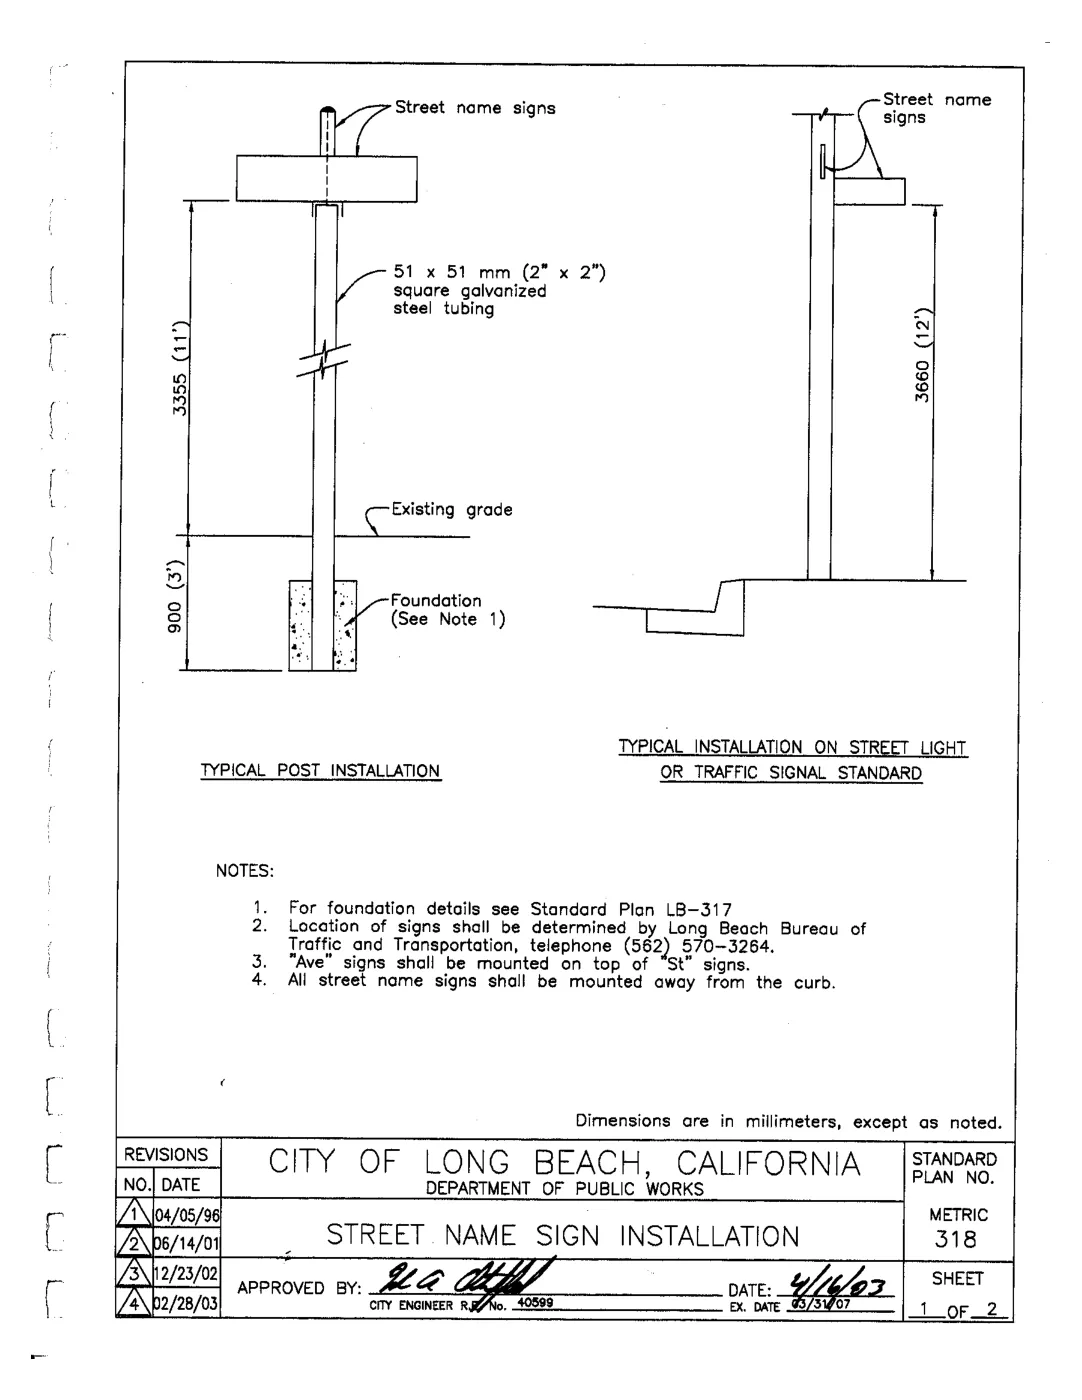 Street name signs
Street name
signs
51 x 51 mm (2" x 2")
square galvanized
steel tubing
3355 (11')
3660 (12')
Existing grade
900 (3')
Foundation
(See Note 1)
TYPICAL POST INSTALLATION
TYPICAL INSTALLATION ON STREET LIGHT
OR TRAFFIC SIGNAL STANDARD
NOTES:
1. For foundation details see Standard Plan LB-317
2. Location of signs shall be determined by Long Beach Bureau of
Traffic and Transportation, telephone (562) 570-3264.
3. "Ave" signs shall be mounted on top of "St" signs.
4. All street name signs shall be mounted away from the curb.
Dimensions are in millimeters, except as noted.
REVISIONS
NO. DATE
1 04/05/96
2 06/14/01
3 12/23/02
4 02/28/03
CITY OF LONG BEACH, CALIFORNIA
DEPARTMENT OF PUBLIC WORKS
STREET NAME SIGN INSTALLATION
APPROVED BY:
CITY ENGINEER R.E. No. 40599
DATE: 4/16/03
EX. DATE 03/31/07
STANDARD
PLAN NO.
METRIC
318
SHEET
1 OF 2